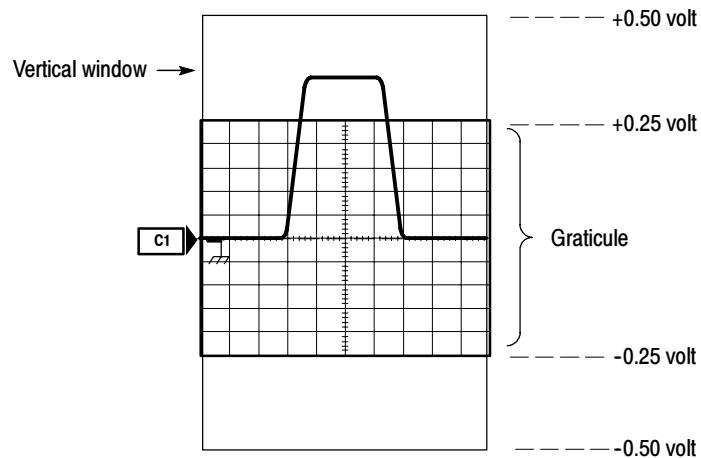 +0.50 volt
Vertical window
+0.25 volt
C1
Graticule
-0.25 volt
-0.50 volt